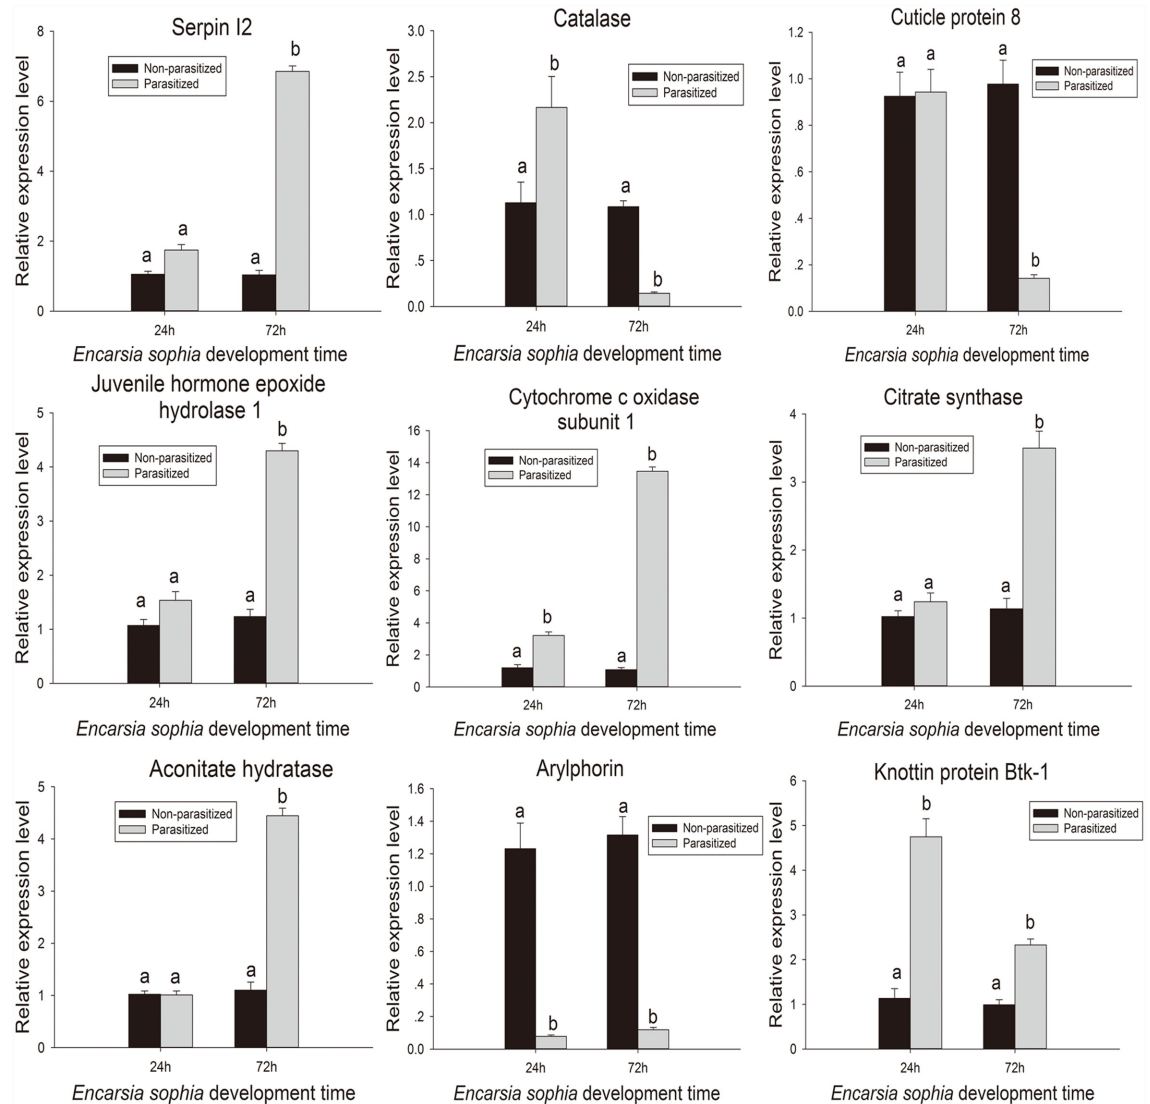 Serpin I2
Relative expression level
8
6
4
2
0
Non-parasitized
Parasitized
a
a
a
b
24h
72h
Encarsia sophia development time
Catalase
Relative expression level
3.0
2.5
2.0
1.5
1.0
.5
0.0
Non-parasitized
Parasitized
a
b
a
b
24h
72h
Encarsia sophia development time
Cuticle protein 8
Relative expression level
1.2
1.0
.8
.6
.4
.2
0.0
Non-parasitized
Parasitized
a
a
a
b
24h
72h
Encarsia sophia development time
Juvenile hormone epoxide
hydrolase 1
Relative expression level
5
4
3
2
1
0
Non-parasitized
Parasitized
a
a
a
b
24h
72h
Encarsia sophia development time
Cytochrome c oxidase
subunit 1
Relative expression level
16
14
12
10
8
6
4
2
0
Non-parasitized
Parasitized
a
b
a
b
24h
72h
Encarsia sophia development time
Citrate synthase
Relative expression level
4
3
2
1
0
Non-parasitized
Parasitized
a
a
a
b
24h
72h
Encarsia sophia development time
Aconitate hydratase
Relative expression level
5
4
3
2
1
0
Non-parasitized
Parasitized
a
a
a
b
24h
72h
Encarsia sophia development time
Arylphorin
Relative expression level
1.6
1.4
1.2
1.0
.8
.6
.4
.2
0.0
Non-parasitized
Parasitized
a
b
a
b
24h
72h
Encarsia sophia development time
Knottin protein Btk-1
Relative expression level
6
5
4
3
2
1
0
Non-parasitized
Parasitized
a
b
a
b
24h
72h
Encarsia sophia development time